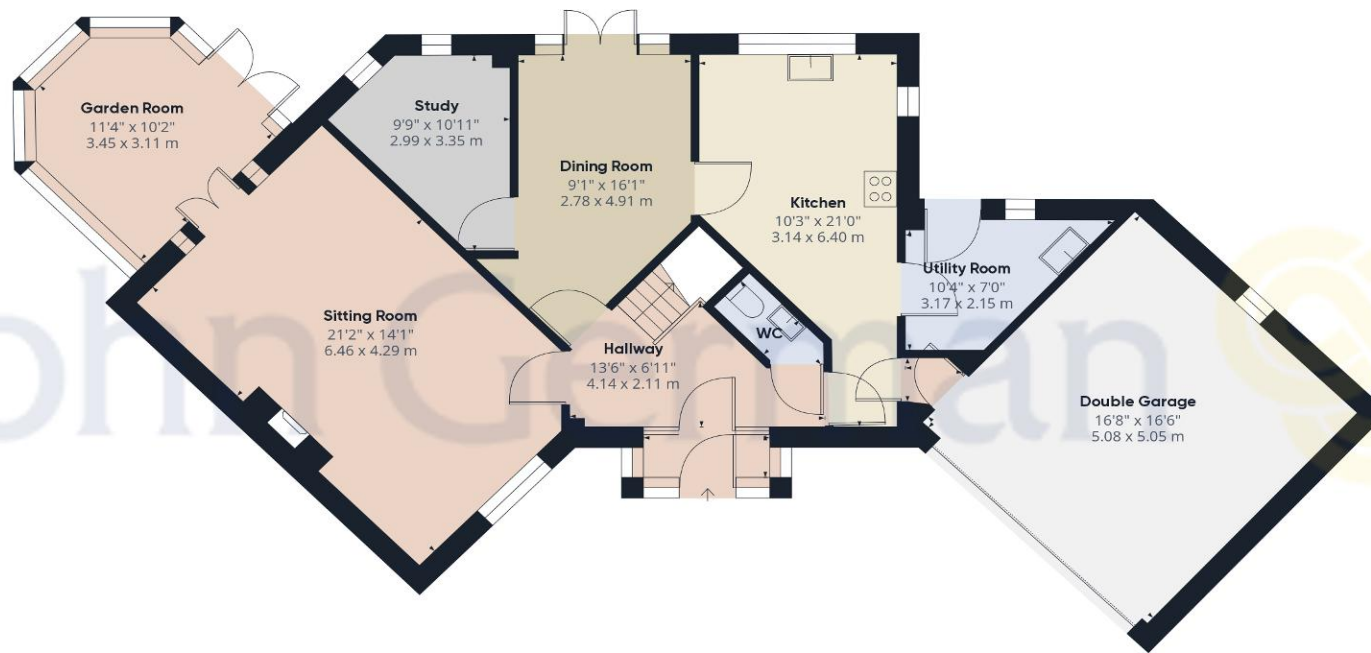 Garden Room
11'4" x 10'2"
3.45 x 3.11 m
Study
9'9" x 10'11"
2.99 x 3.35 m
Dining Room
9'1" x 16'1"
2.78 x 4.91 m
Kitchen
10'3" x 21'0"
3.14 x 6.40 m
Utility Room
10'4" x 7'0"
3.17 x 2.15 m
Sitting Room
21'2" x 14'1"
6.46 x 4.29 m
Hallway
13'6" x 6'11"
4.14 x 2.11 m
WC
Double Garage
16'8" x 16'6"
5.08 x 5.05 m
John German